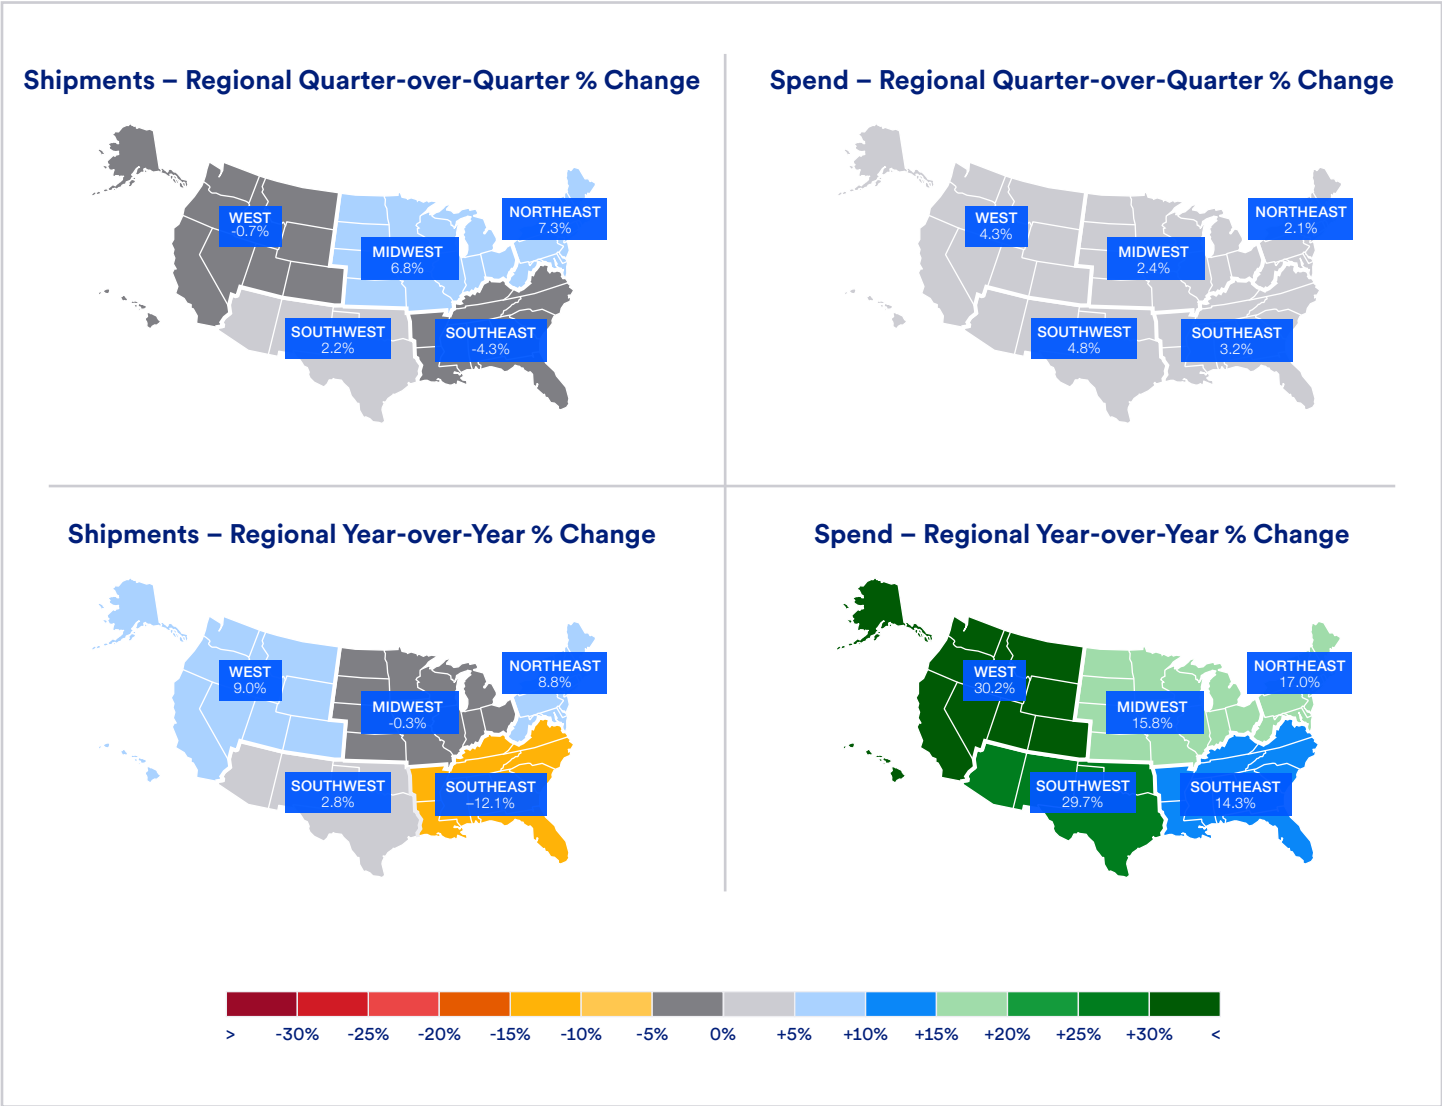 Shipments – Regional Quarter-over-Quarter % Change
WEST
-0.7%
MIDWEST
6.8%
NORTHEAST
7.3%
SOUTHWEST
2.2%
SOUTHEAST
-4.3%
Spend – Regional Quarter-over-Quarter % Change
WEST
4.3%
MIDWEST
2.4%
NORTHEAST
2.1%
SOUTHWEST
4.8%
SOUTHEAST
3.2%
Shipments – Regional Year-over-Year % Change
WEST
9.0%
MIDWEST
-0.3%
NORTHEAST
8.8%
SOUTHWEST
2.8%
SOUTHEAST
–12.1%
Spend – Regional Year-over-Year % Change
WEST
30.2%
MIDWEST
15.8%
NORTHEAST
17.0%
SOUTHWEST
29.7%
SOUTHEAST
14.3%
> -30% -25% -20% -15% -10% -5% 0% +5% +10% +15% +20% +25% +30% <